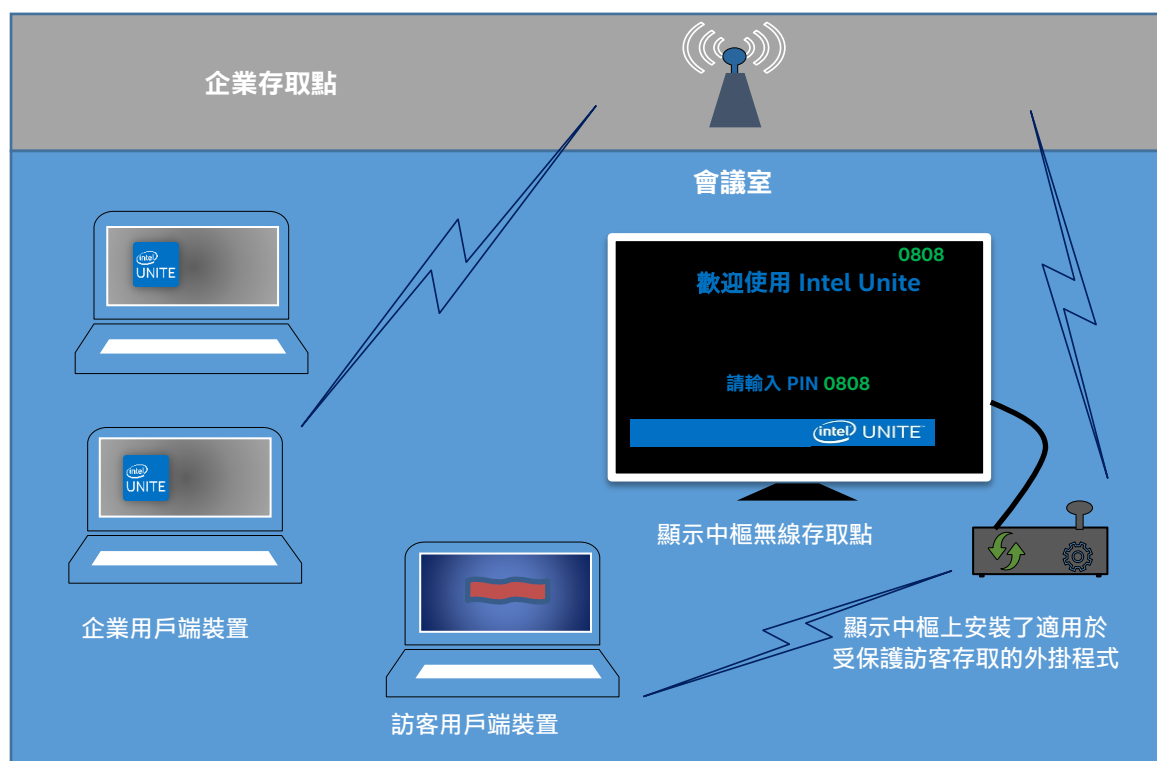 企業存取點
會議室
intel
UNITE
0808
歡迎使用 Intel Unite
請輸入 PIN 0808
intel UNITE
intel
UNITE
顯示中樞無線存取點
企業用戶端裝置
顯示中樞上安裝了適用於
受保護訪客存取的外掛程式
訪客用戶端裝置